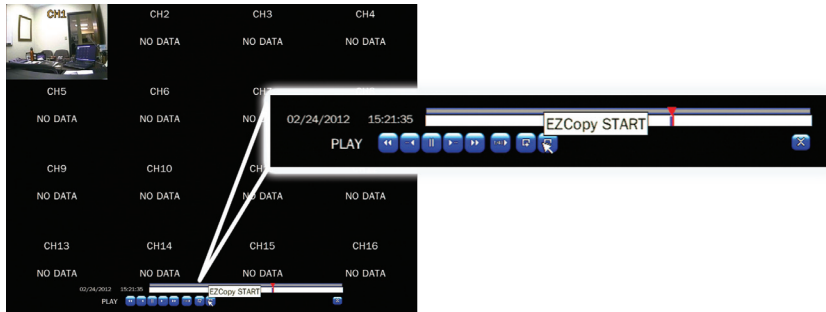 CH1 CH2 CH3 CH4
NO DATA NO DATA NO DATA
CH5 CH6
NO DATA NO DATA
02/24/2012 15:21:35
EZCopy START
PLAY
CH9 CH10
NO DATA NO DATA NO DATA NO DATA
CH13 CH14 CH15 CH16
NO DATA NO DATA NO DATA NO DATA
02/24/2012 15:21:35
EZCopy START
PLAY